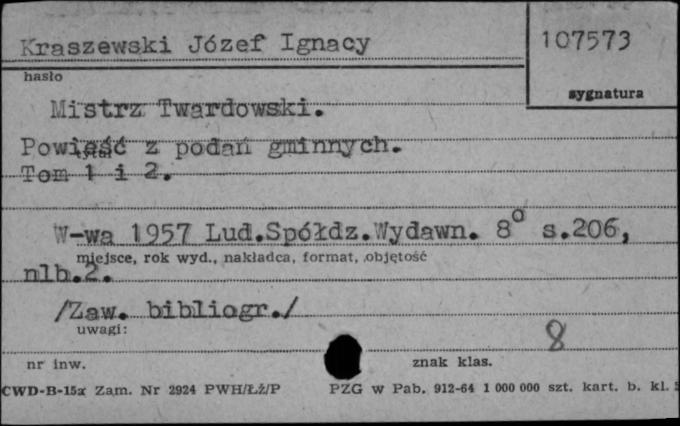 Kraszewski Józef Ignacy
107573
hasło
sygnatura
Mistrz Twardowski.
Powieść z podań gminnych.
tytuł
Tom 1 i 2.
W-wa 1957 Lud.Spółdz.Wydawn. 8° s.206,
miejsce, rok wyd., nakładca, format, objętość
nlb.2.
/Zaw. bibliogr./
uwagi:
8
nr inw.
znak klas.
CWD-B-15a Zam. Nr 2924 PWH/Łż/P PZG w Pab. 912-64 1 000 000 szt. kart. b. kl.